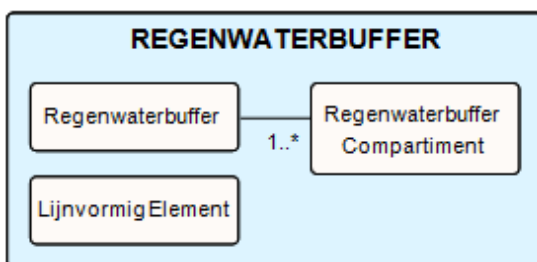 REGENWATERBUFFER
Regenwaterbuffer
1..*
Regenwaterbuffer
Compartiment
LijnvormigElement